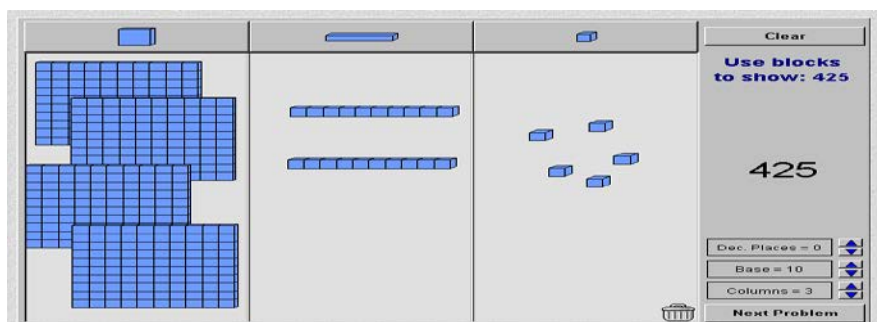 Clear
Use blocks
to show: 425
425
Dec. Places = 0
Base = 10
Columns = 3
Next Problem